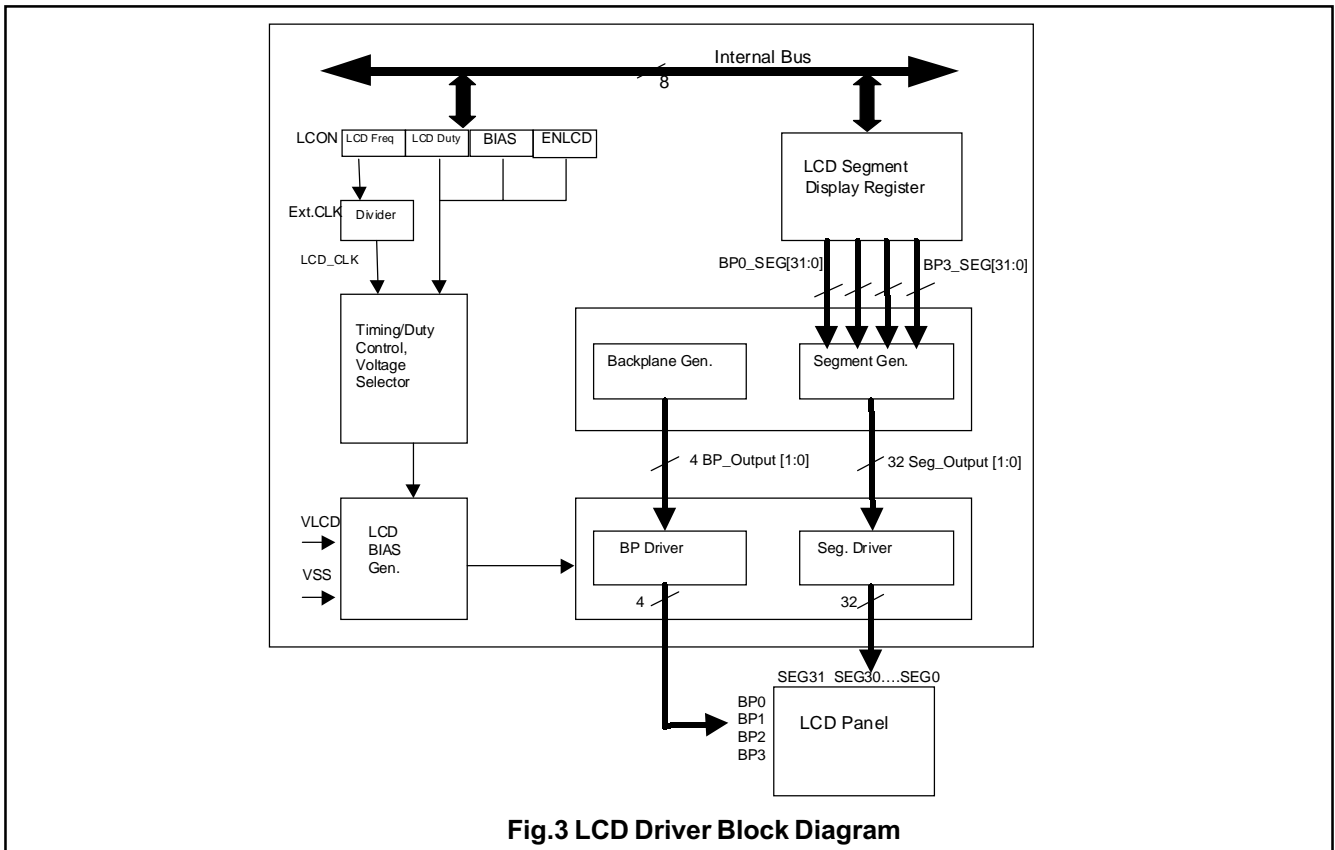 Internal Bus
8
LCON LCD Freq LCD Duty BIAS ENLCD
LCD Segment
Display Register
Ext.CLK Divider
LCD_CLK
BP0_SEG[31:0] BP3_SEG[31:0]
Timing/Duty
Control,
Voltage
Selector
Backplane Gen. Segment Gen.
4 BP_Output [1:0] 32 Seg_Output [1:0]
VLCD
VSS
LCD
BIAS
Gen.
BP Driver Seg. Driver
4 32
SEG31 SEG30....SEG0
BP0
BP1
BP2
BP3
LCD Panel
Fig.3 LCD Driver Block Diagram